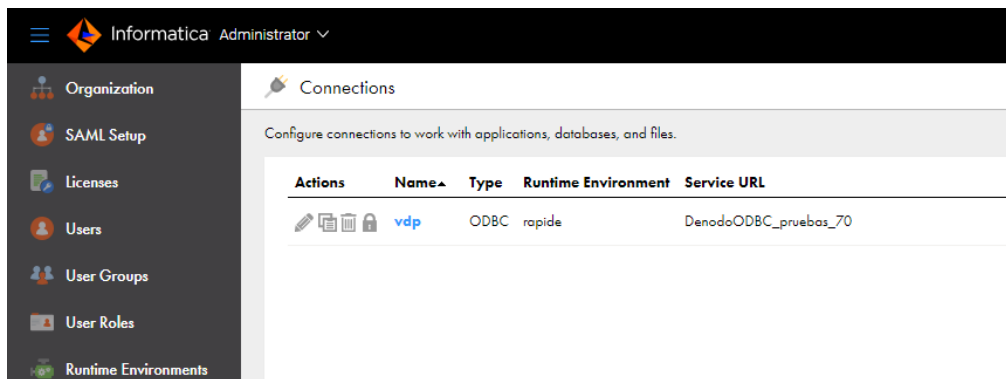 Informatica Administrator
Organization
SAML Setup
Licenses
Users
User Groups
User Roles
Runtime Environments
Connections
Configure connections to work with applications, databases, and files.
Actions Name Type Runtime Environment Service URL
vdp ODBC rapide DenodoODBC_pruebas_70